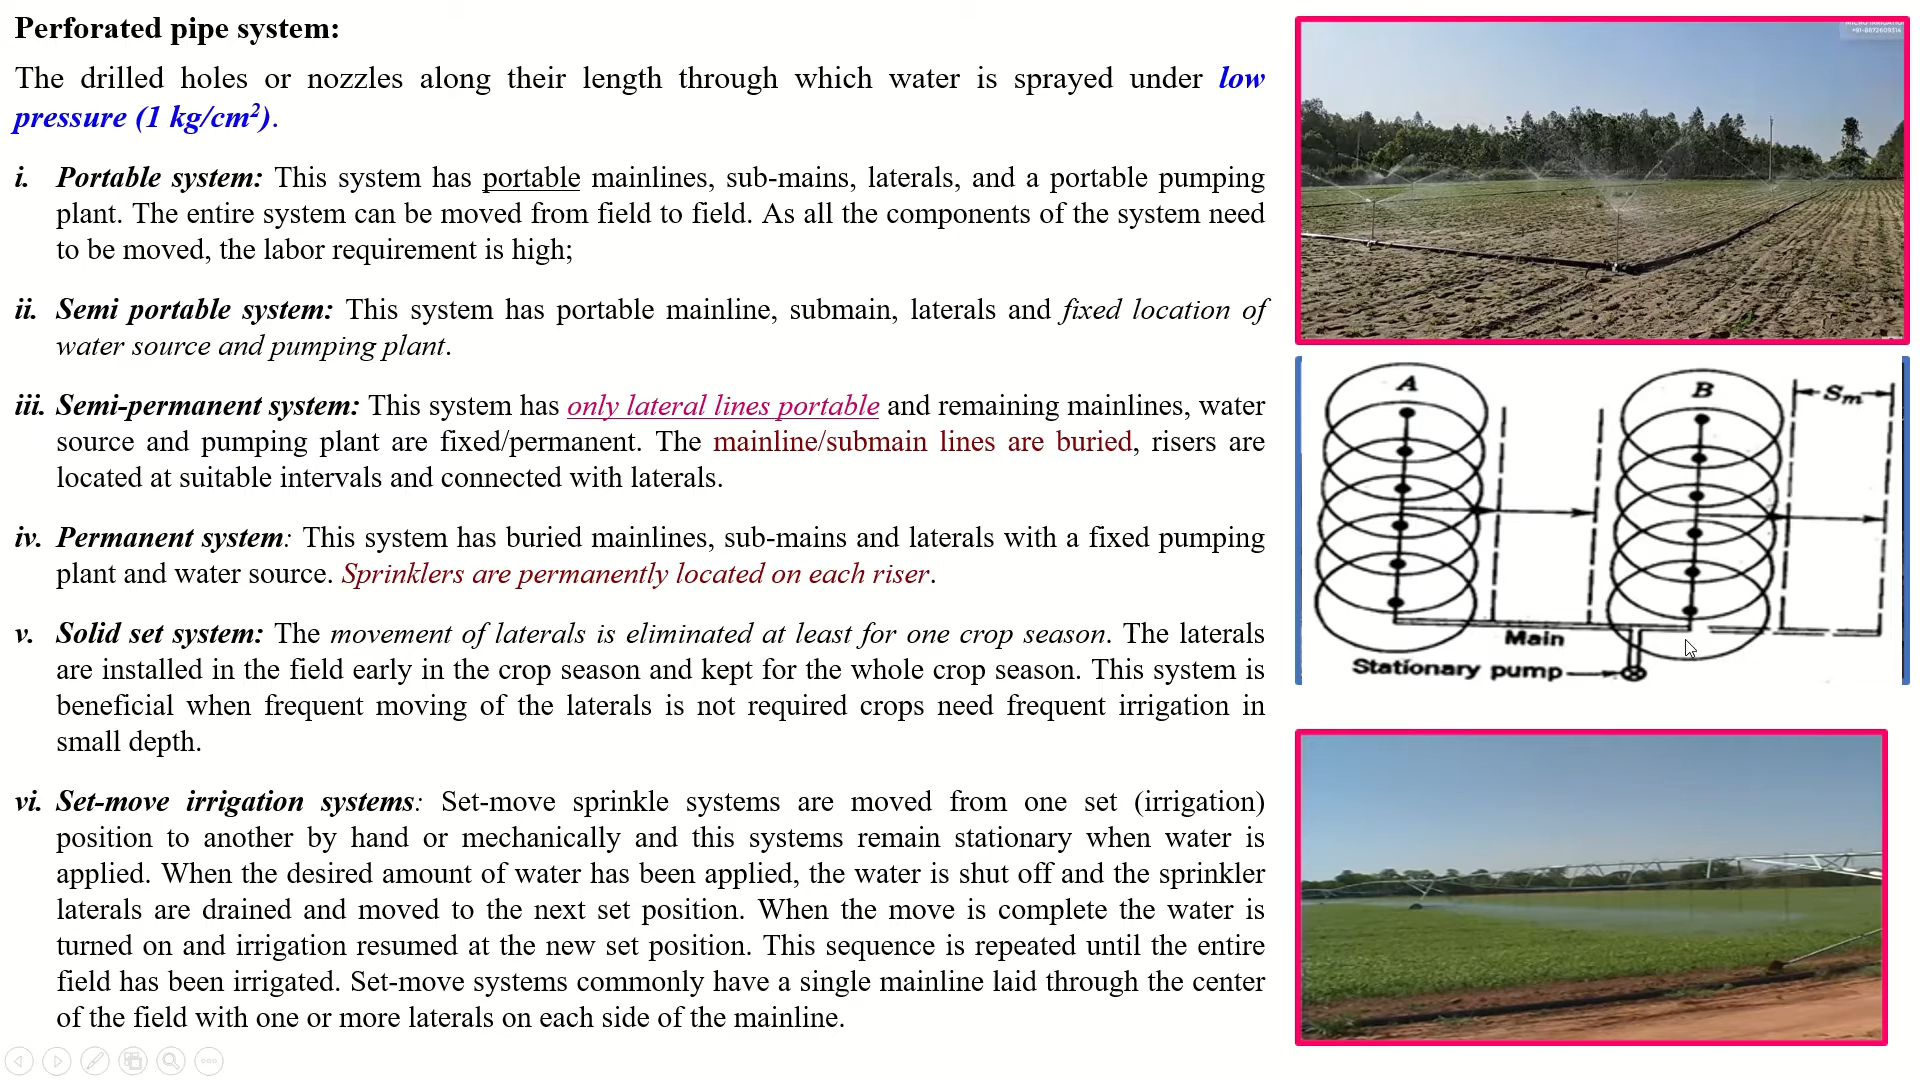 Perforated pipe system:
The drilled holes or nozzles along their length through which water is sprayed under low
pressure (1 kg/cm²).
i. Portable system: This system has portable mainlines, sub-mains, laterals, and a portable pumping
plant. The entire system can be moved from field to field. As all the components of the system need
to be moved, the labor requirement is high;
ii. Semi portable system: This system has portable mainline, submain, laterals and fixed location of
water source and pumping plant.
iii. Semi-permanent system: This system has only lateral lines portable and remaining mainlines, water
source and pumping plant are fixed/permanent. The mainline/submain lines are buried, risers are
located at suitable intervals and connected with laterals.
iv. Permanent system: This system has buried mainlines, sub-mains and laterals with a fixed pumping
plant and water source. Sprinklers are permanently located on each riser.
v. Solid set system: The movement of laterals is eliminated at least for one crop season. The laterals
are installed in the field early in the crop season and kept for the whole crop season. This system is
beneficial when frequent moving of the laterals is not required crops need frequent irrigation in
small depth.
vi. Set-move irrigation systems: Set-move sprinkle systems are moved from one set (irrigation)
position to another by hand or mechanically and this systems remain stationary when water is
applied. When the desired amount of water has been applied, the water is shut off and the sprinkler
laterals are drained and moved to the next set position. When the move is complete the water is
turned on and irrigation resumed at the new set position. This sequence is repeated until the entire
field has been irrigated. Set-move systems commonly have a single mainline laid through the center
of the field with one or more laterals on each side of the mainline.
A
B
Sm
Main
Stationary pump